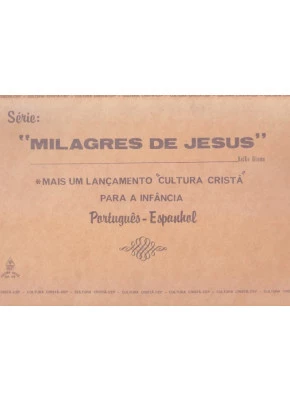 Série:
"MILAGRES DE JESUS"
MAIS UM LANÇAMENTO "CULTURA CRISTÃ"
PARA A INFÂNCIA
Português - Espanhol